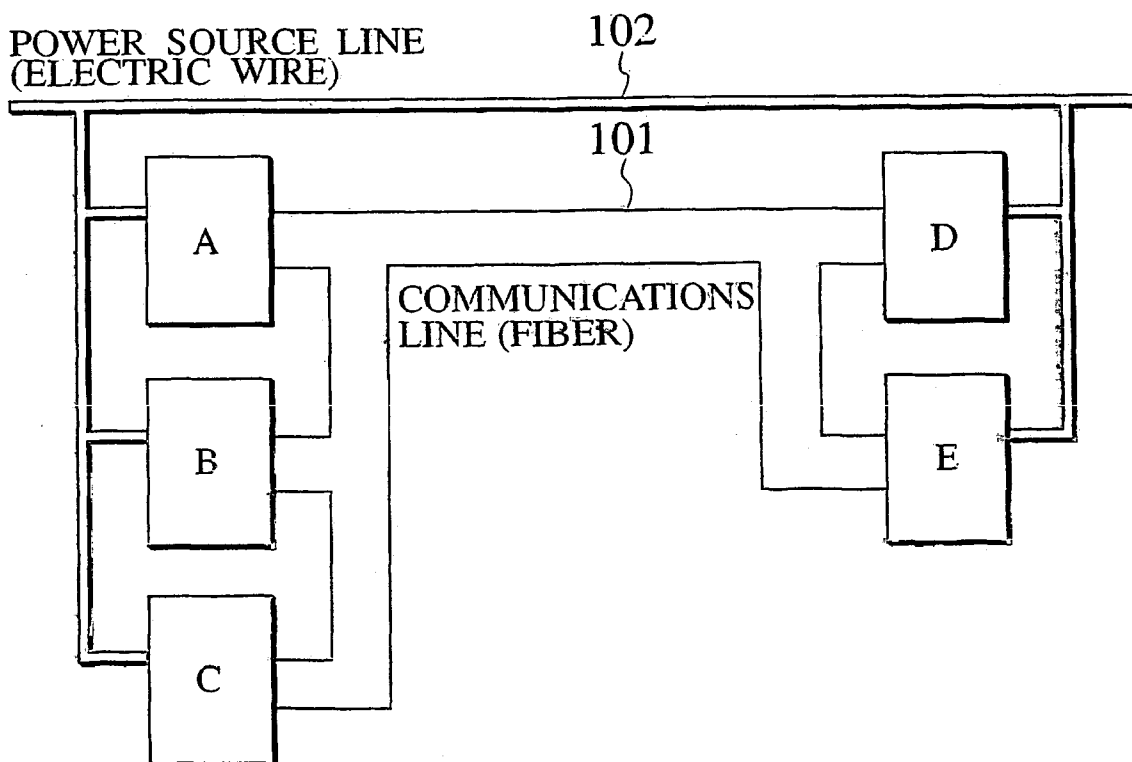 POWER SOURCE LINE
(ELECTRIC WIRE)
102
101
A
D
COMMUNICATIONS
LINE (FIBER)
B
E
C